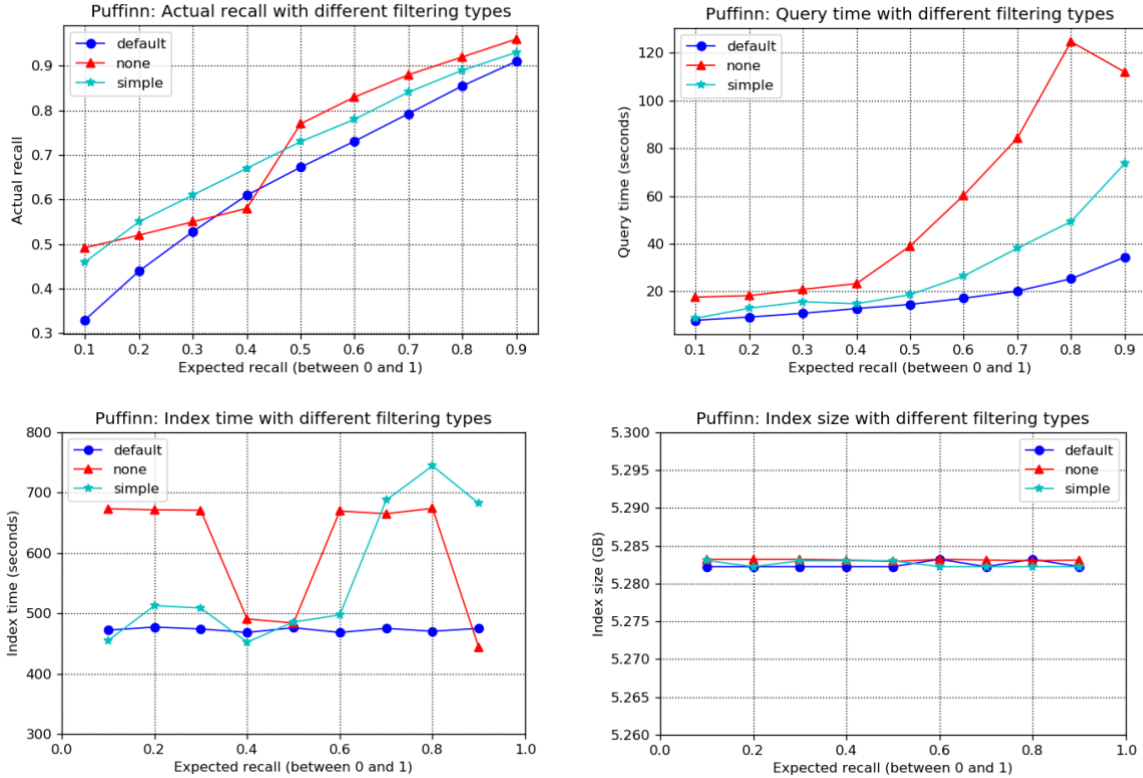 Puffinn: Actual recall with different filtering types
default
none
simple
Actual recall
0.9
0.8
0.7
0.6
0.5
0.4
0.3
0.1 0.2 0.3 0.4 0.5 0.6 0.7 0.8 0.9
Expected recall (between 0 and 1)
Puffinn: Query time with different filtering types
default
none
simple
Query time (seconds)
120
100
80
60
40
20
0.1 0.2 0.3 0.4 0.5 0.6 0.7 0.8 0.9
Expected recall (between 0 and 1)
Puffinn: Index time with different filtering types
default
none
simple
Index time (seconds)
800
700
600
500
400
300
0.0 0.2 0.4 0.6 0.8 1.0
Expected recall (between 0 and 1)
Puffinn: Index size with different filtering types
default
none
simple
Index size (GB)
5.300
5.295
5.290
5.285
5.280
5.275
5.270
5.265
5.260
0.0 0.2 0.4 0.6 0.8 1.0
Expected recall (between 0 and 1)